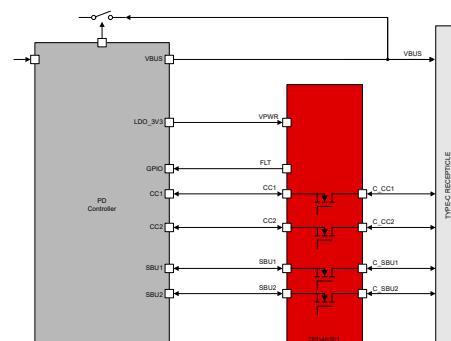 VBUS
VBUS
LDO_3V3
VPWR
GPIO
FLT
CC1
CC1
C_CC1
PD
Controller
CC2
CC2
C_CC2
SBU1
SBU1
C_SBU1
SBU2
SBU2
C_SBU2
TYPE-C RECEPTICLE